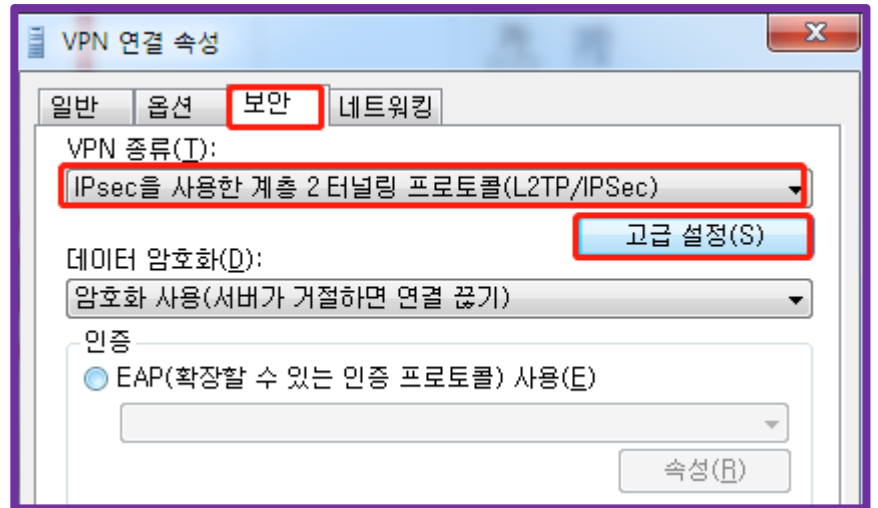 VPN 연결 속성
일반 옵션 보안 네트워킹
VPN 종류(T):
IPsec을 사용한 계층 2 터널링 프로토콜(L2TP/IPSec)
고급 설정(S)
데이터 암호화(D):
암호화 사용(서버가 거절하면 연결 끊기)
인증
EAP(확장할 수 있는 인증 프로토콜) 사용(E)
속성(R)